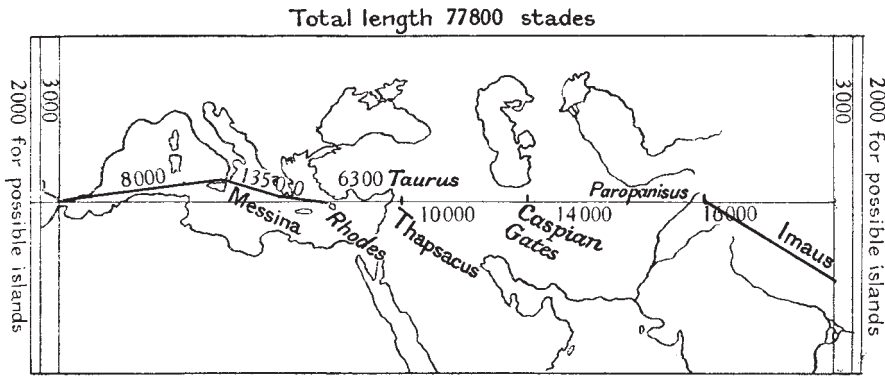 Total length 77800 stades
2000 for possible islands
3000
8000
13500
6300
Taurus
Messina
Rhodes
10000
Thapsacus
Caspian
Gates
14000
Paropanisus
16000
Imaus
3000
2000 for possible islands